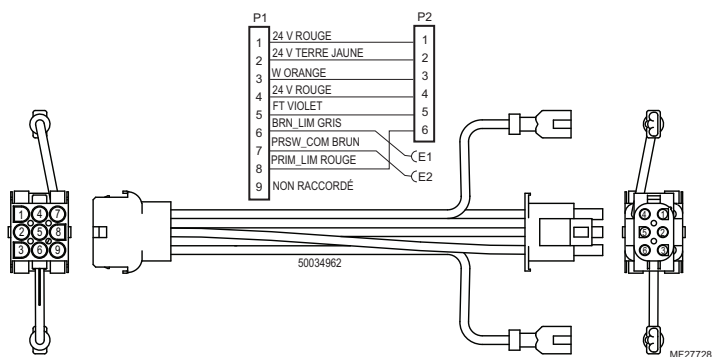 P1 P2
1 24 V ROUGE 1
2 24 V TERRE JAUNE 2
3 W ORANGE 3
4 24 V ROUGE 4
5 FT VIOLET 5
6 BRN_LIM GRIS 6
7 PRSW_COM BRUN E1
8 PRIM_LIM ROUGE E2
9 NON RACCORDÉ
1 4 7
2 5 8
3 6 9
4 1
5 2
6 3
50034962
MF27728